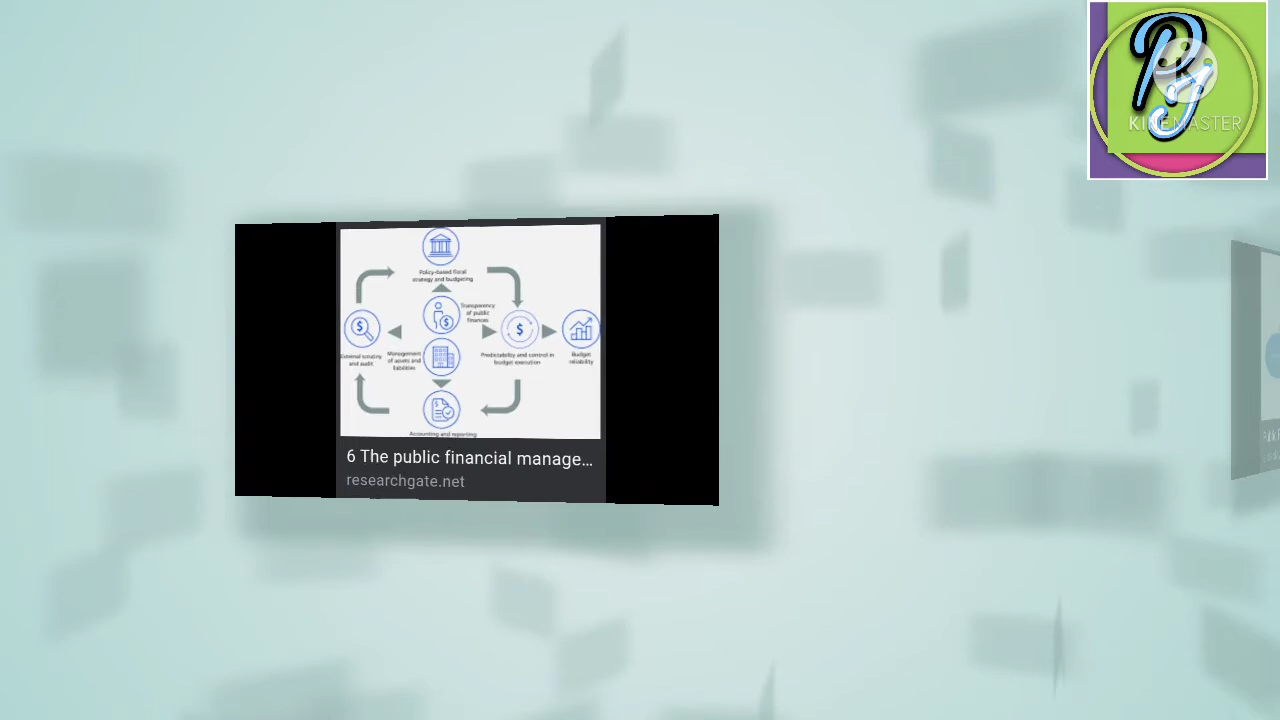 PJ
KINEMASTER
Policy-based fiscal
strategy and budgeting
Transparency
of public
finances
External scrutiny
and audit
Management
of assets and
liabilities
Predictability and control in
budget execution
Budget
reliability
Accounting and reporting
6 The public financial manage...
researchgate.net